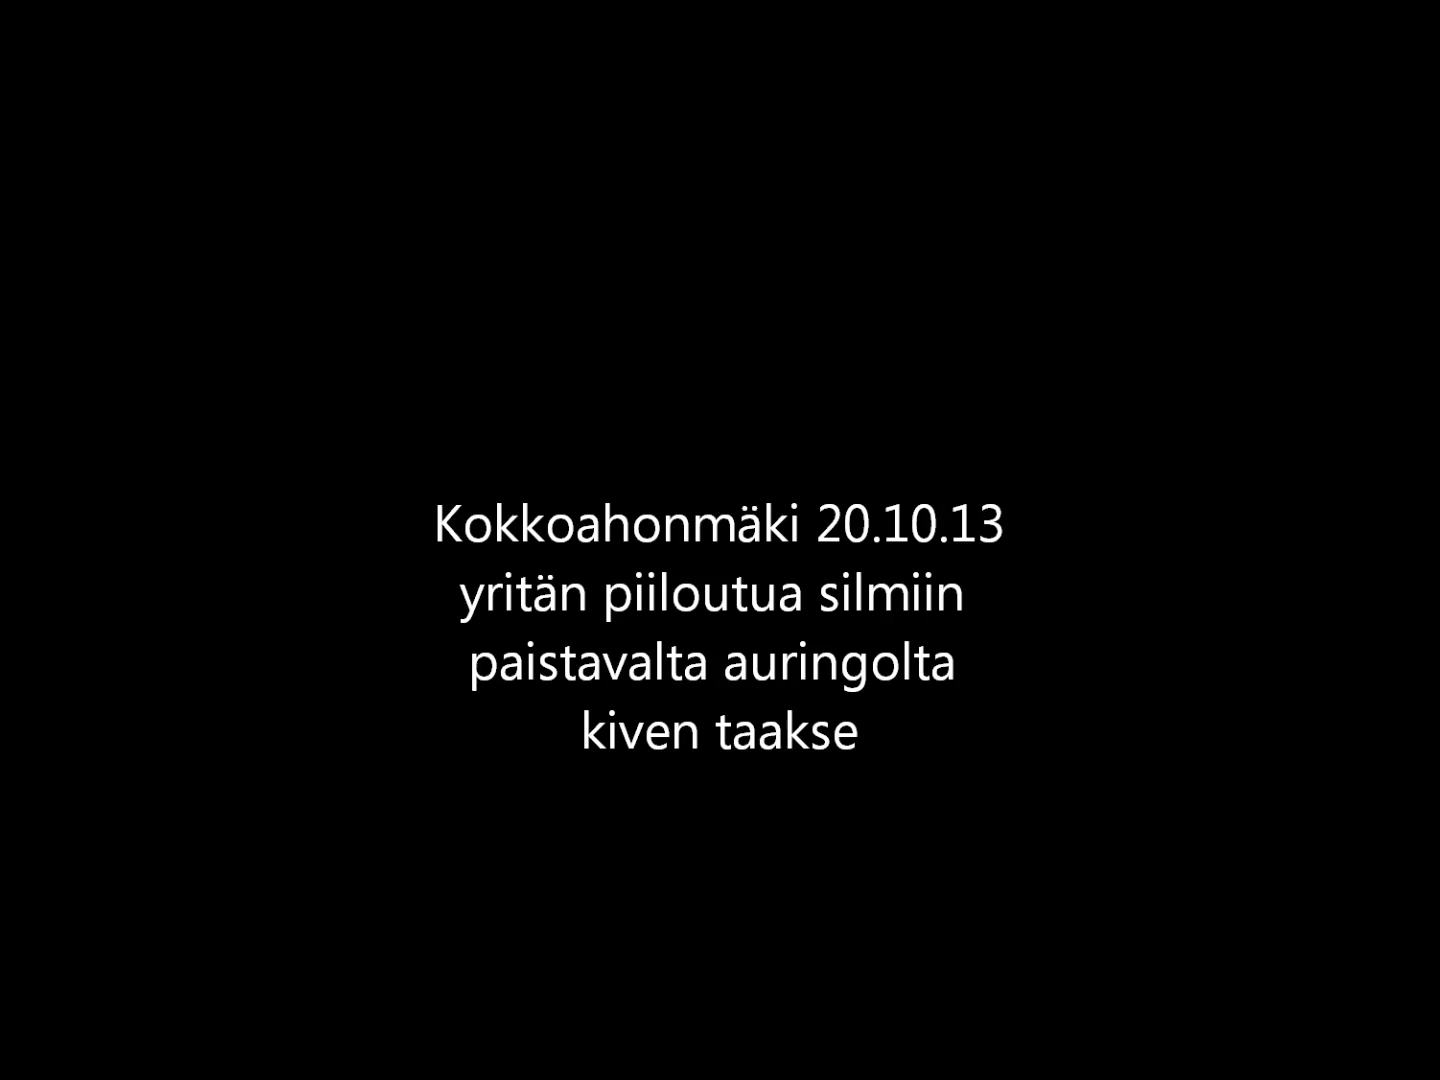 Kokkoahonmäki 20.10.13
yritän piiloutua silmiin
paistavalta auringolta
kiven taakse